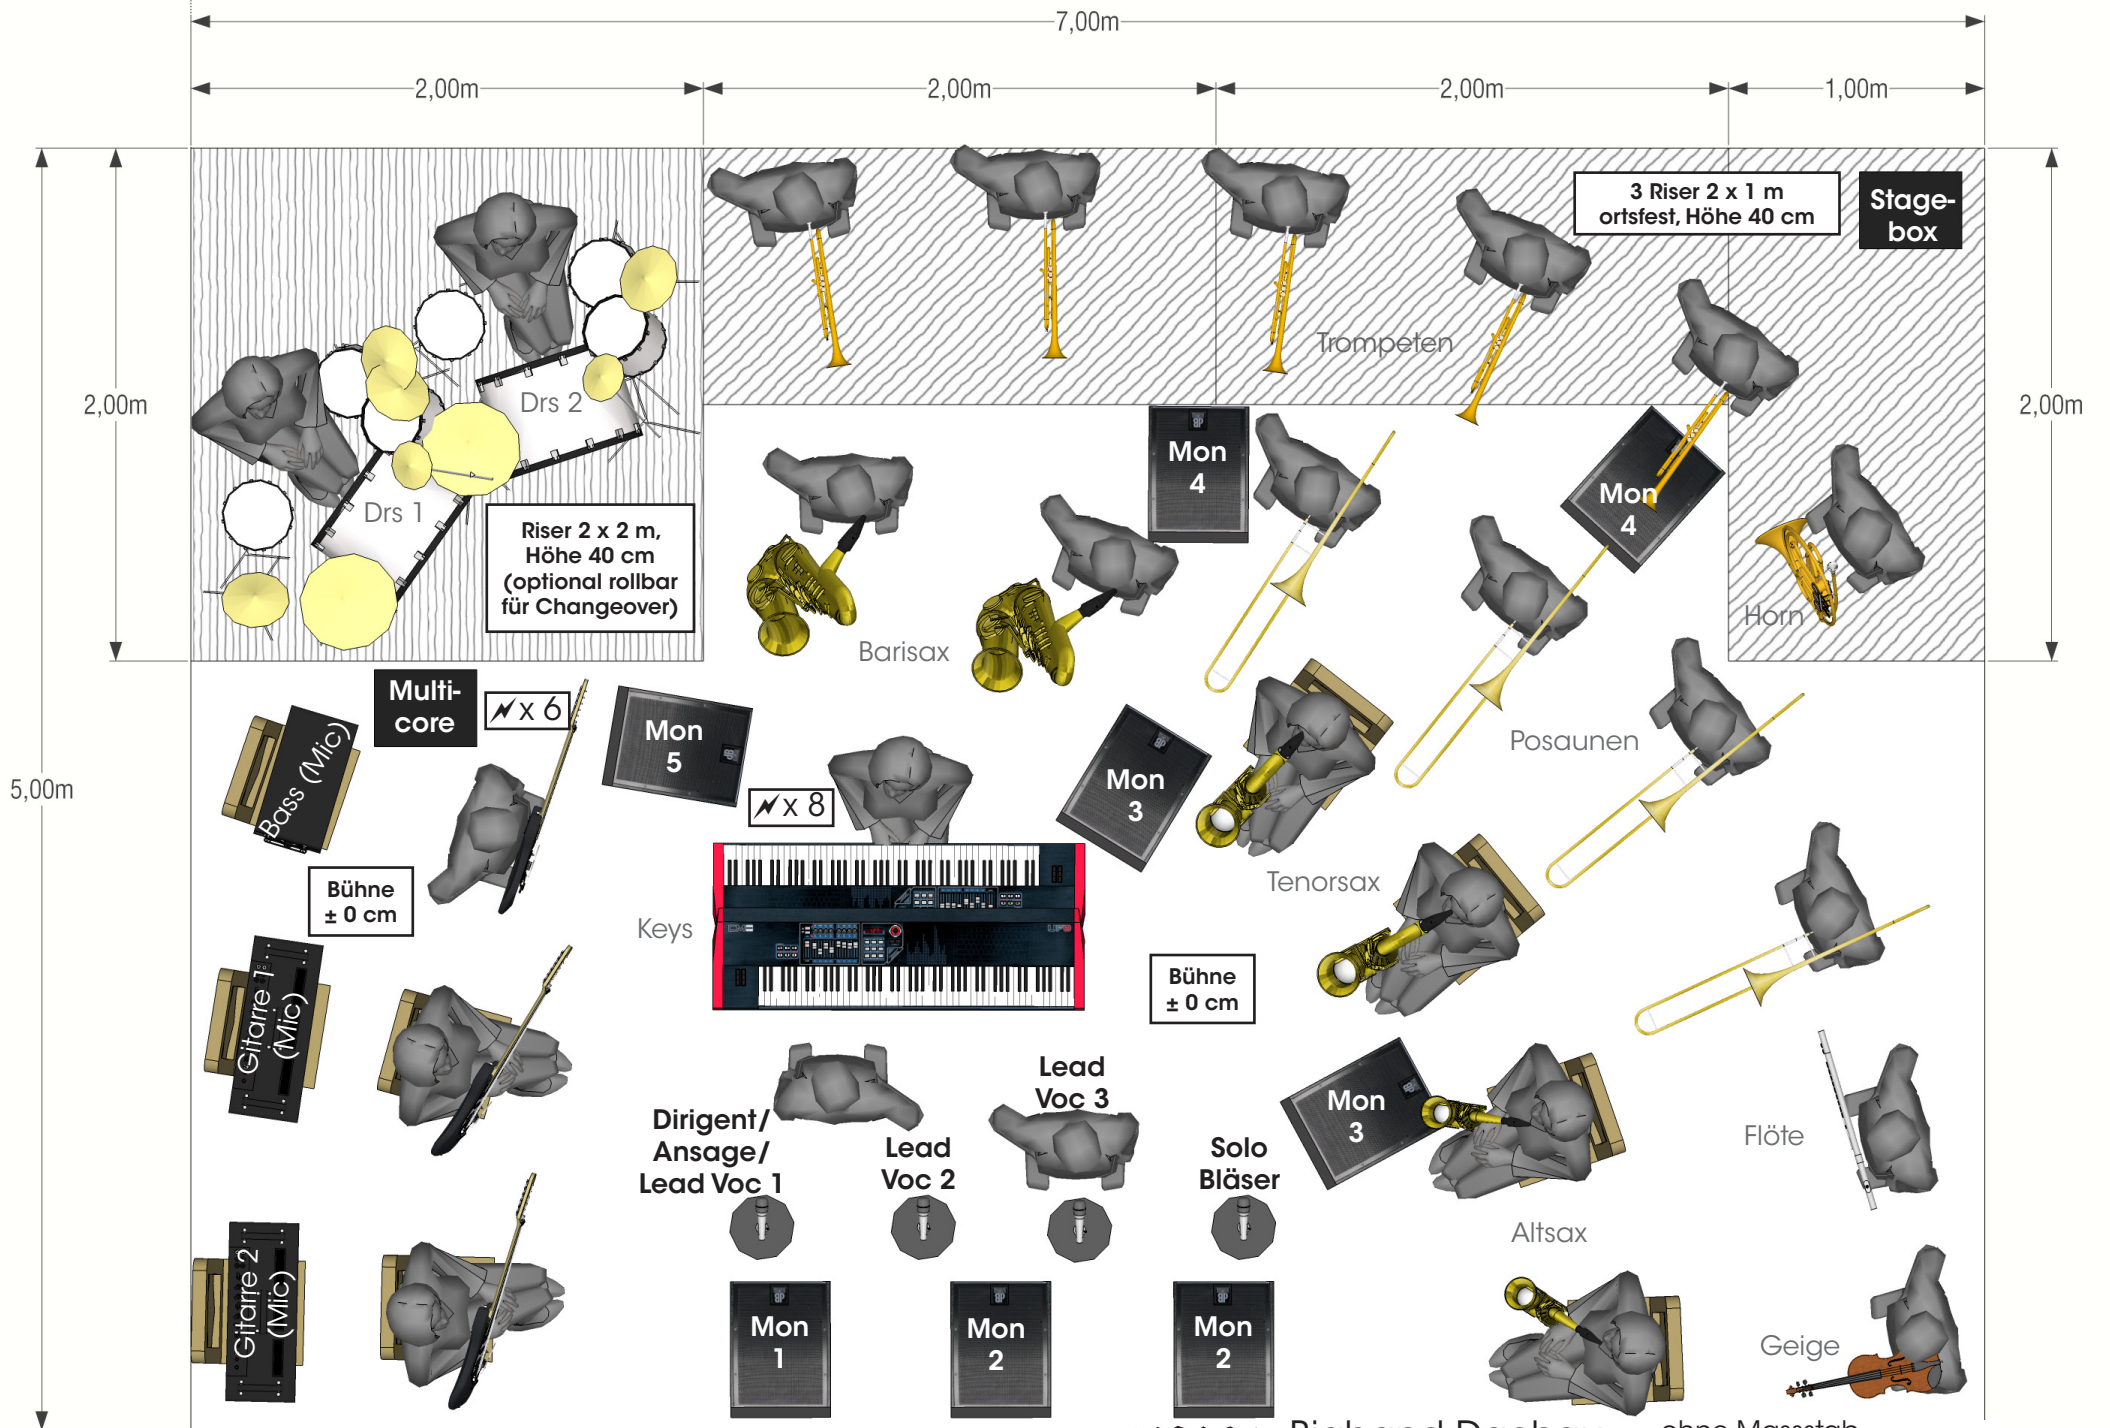 7,00m
2,00m
2,00m
2,00m
1,00m
3 Riser 2 x 1 m
ortsfest, Höhe 40 cm
Stage-
box
Trompeten
2,00m
2,00m
Drs 2
Drs 1
Mon
4
Mon
4
Riser 2 x 2 m,
Höhe 40 cm
(optional rollbar
für Changeover)
Horn
Barisax
Multi-
core
x 6
Mon
5
Posaunen
Bass (Mic)
5,00m
x 8
Mon
3
Bühne
± 0 cm
Tenorsax
Keys
Bühne
± 0 cm
Gitarre 1
(Mic)
Lead
Voc 3
Mon
3
Dirigent/
Ansage/
Lead Voc 1
Lead
Voc 2
Solo
Bläser
Flöte
Altsax
Gitarre 2
(Mic)
Mon
1
Mon
2
Mon
2
Geige
ohne Massstab